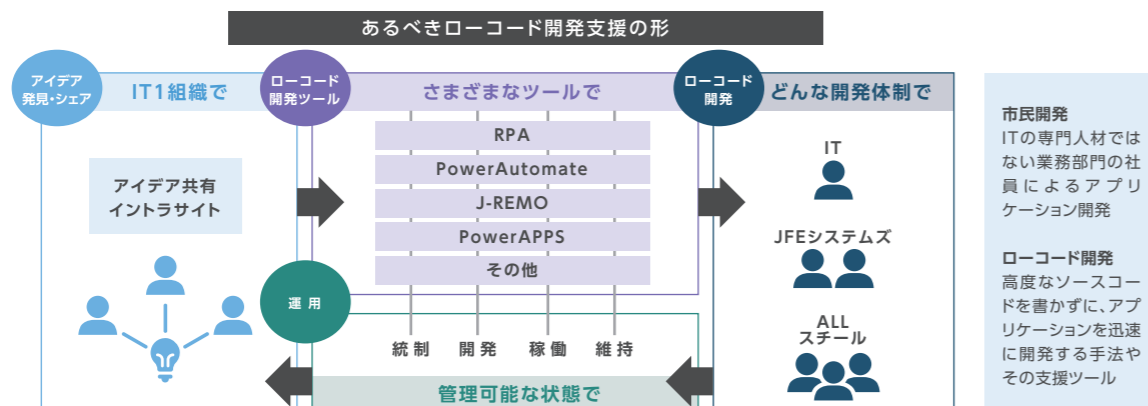 あるべきローコード開発支援の形
アイデア
発見・シェア
IT1組織で
ローコード
開発ツール
さまざまなツールで
ローコード
開発
どんな開発体制で
アイデア共有
イントラサイト
RPA
PowerAutomate
J-REMO
PowerAPPS
その他
運用
統制
開発
稼働
維持
管理可能な状態で
IT
JFEシステムズ
ALL
スチール
市民開発
ITの専門人材では
ない業務部門の社
員によるアプリ
ケーション開発
ローコード開発
高度なソースコー
ドを書かずに、アプ
リケーションを迅速
に開発する手法や
その支援ツール